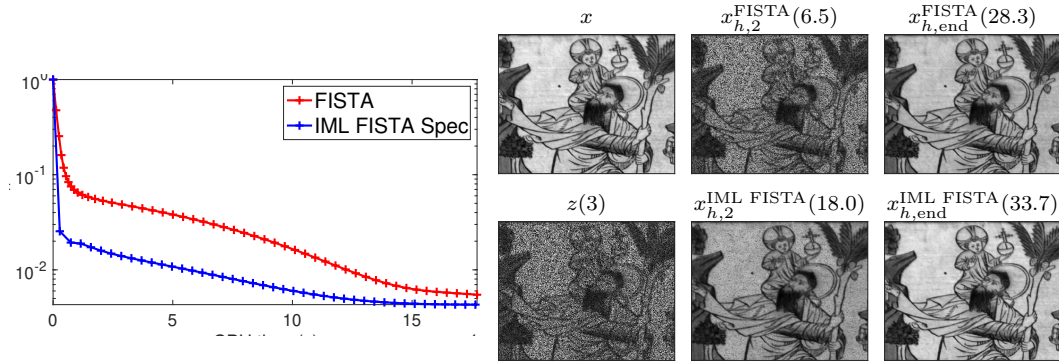 10^0
10^{-1}
10^{-2}
0 5 10 15
FISTA
IML FISTA Spec
x
x_{h,2}^{FISTA}(6.5)
x_{h,end}^{FISTA}(28.3)
z(3)
x_{h,2}^{IML FISTA}(18.0)
x_{h,end}^{IML FISTA}(33.7)